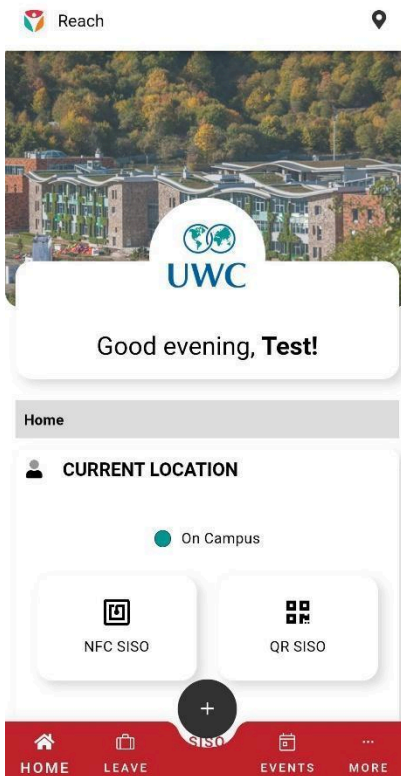 Reach
UWC
Good evening, Test!
Home
CURRENT LOCATION
On Campus
NFC SISO
QR SISO
SISO
HOME
LEAVE
EVENTS
MORE